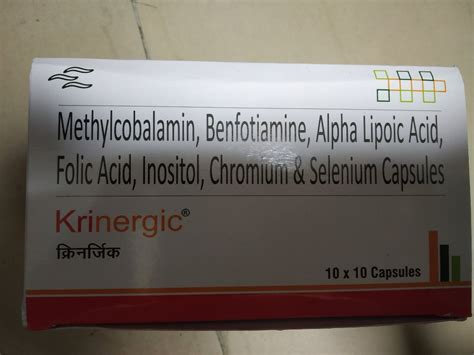 Methylcobalamin, Benfotiamine, Alpha Lipoic Acid,
Folic Acid, Inositol, Chromium & Selenium Capsules
Krinergic®
क्रिनर्जिक
10 x 10 Capsules